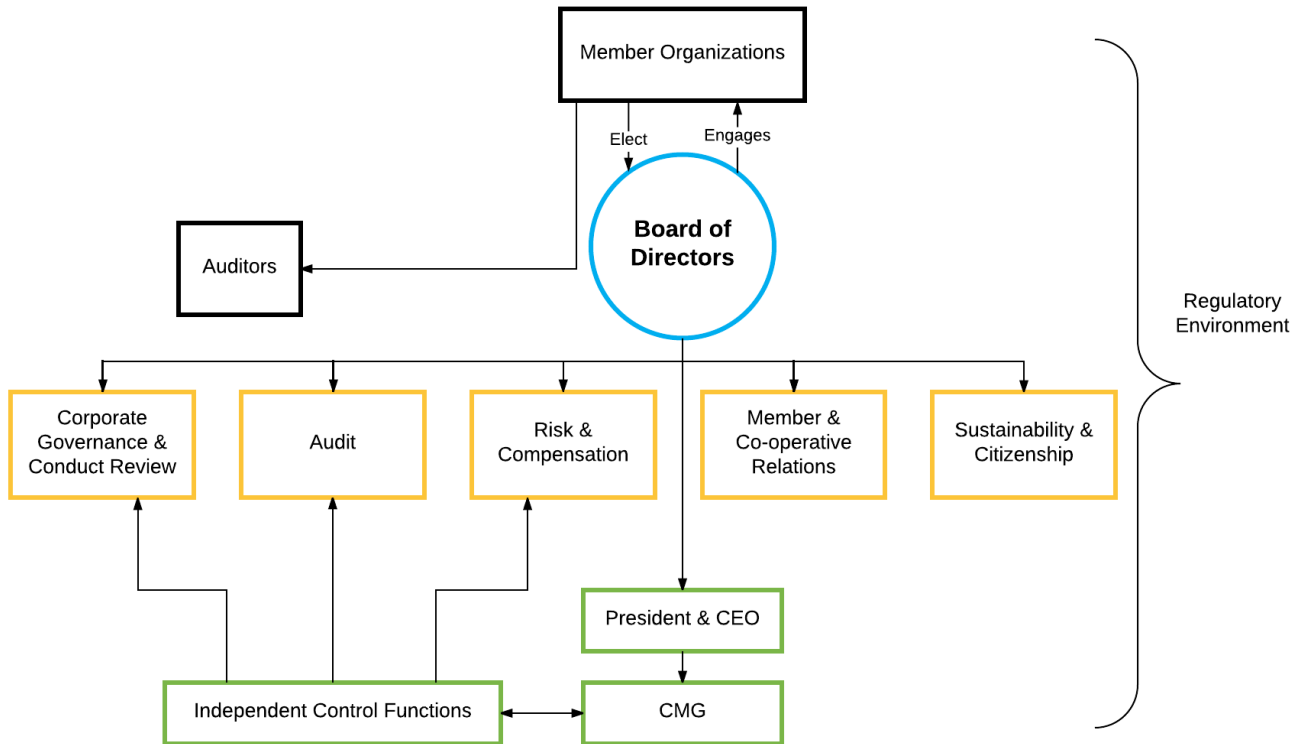 Member Organizations
Elect
Engages
Board of
Directors
Auditors
Regulatory
Environment
Corporate
Governance &
Conduct Review
Audit
Risk &
Compensation
Member &
Co-operative
Relations
Sustainability &
Citizenship
President & CEO
Independent Control Functions
CMG